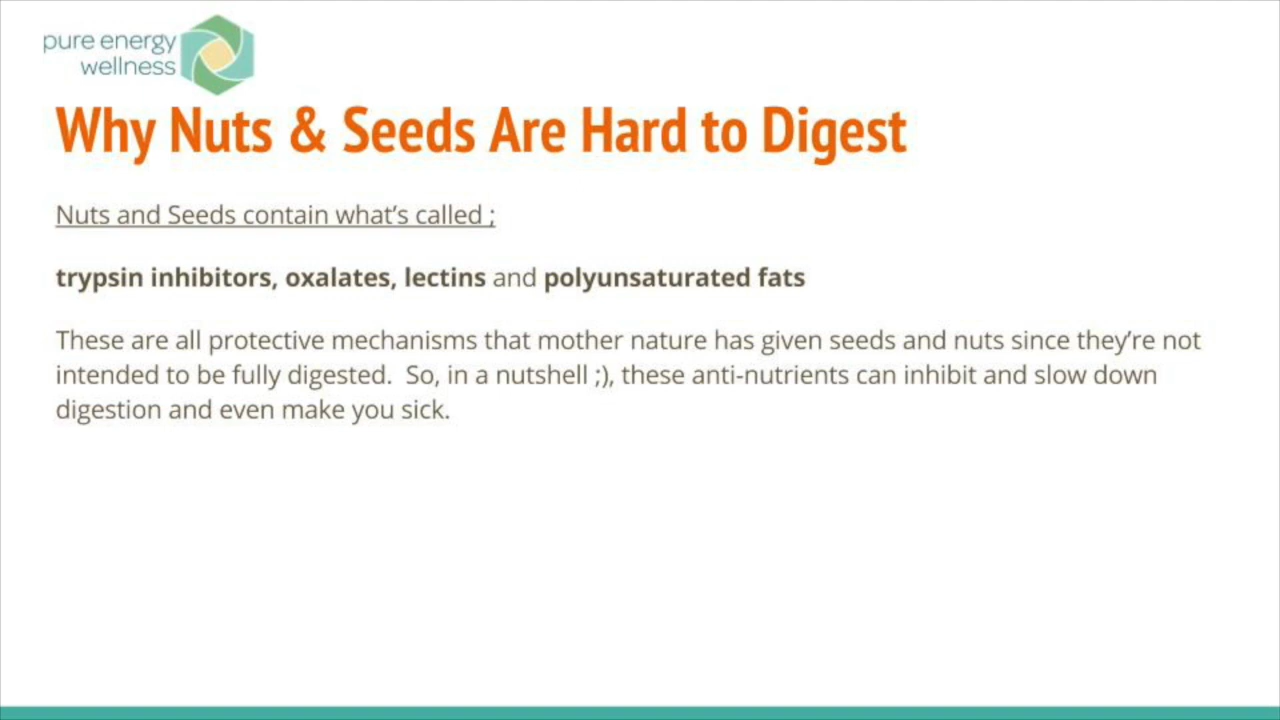 pure energy
wellness
Why Nuts & Seeds Are Hard to Digest
Nuts and Seeds contain what's called ;
trypsin inhibitors, oxalates, lectins and polyunsaturated fats
These are all protective mechanisms that mother nature has given seeds and nuts since they're not
intended to be fully digested.  So, in a nutshell ;), these anti-nutrients can inhibit and slow down
digestion and even make you sick.